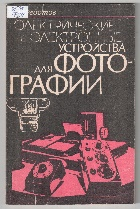 ЭЛЕКТРИЧЕСКИЕ
И ЭЛЕКТРОННЫЕ
УСТРОЙСТВА
ДЛЯ ФОТО-
ГРАФИИ